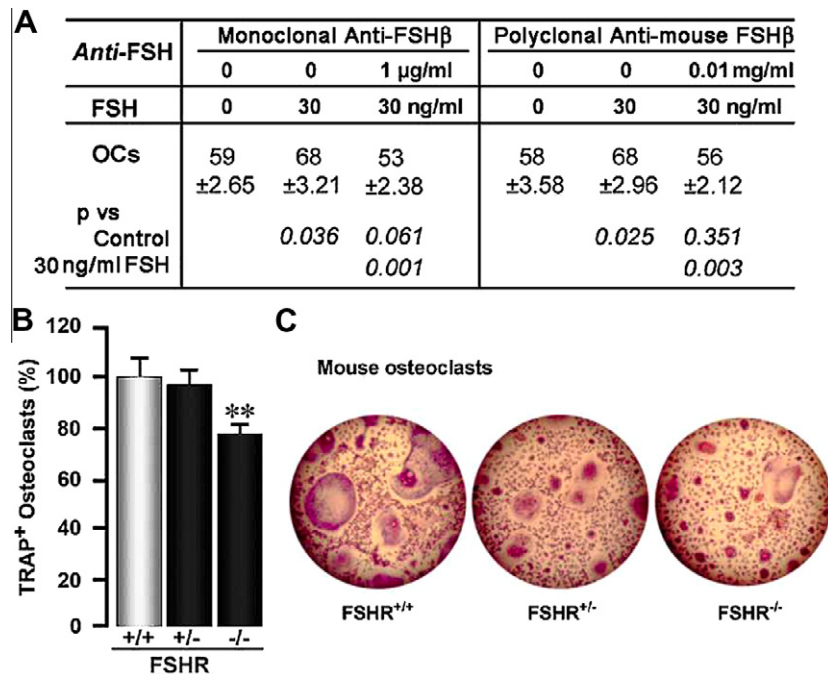 A
Anti-FSH Monoclonal Anti-FSHβ Polyclonal Anti-mouse FSHβ
0 0 1 µg/ml 0 0 0.01 mg/ml
FSH 0 30 30 ng/ml 0 30 30 ng/ml
OCs 59 68 53 58 68 56
±2.65 ±3.21 ±2.38 ±3.58 ±2.96 ±2.12
p vs
Control 0.036 0.061 0.025 0.351
30 ng/ml FSH 0.001 0.003
B
TRAP+ Osteoclasts (%)
120
100
80
60
40
20
0
**
+/+ +/- -/-
FSHR
C
Mouse osteoclasts
FSHR+/+ FSHR+/- FSHR-/-